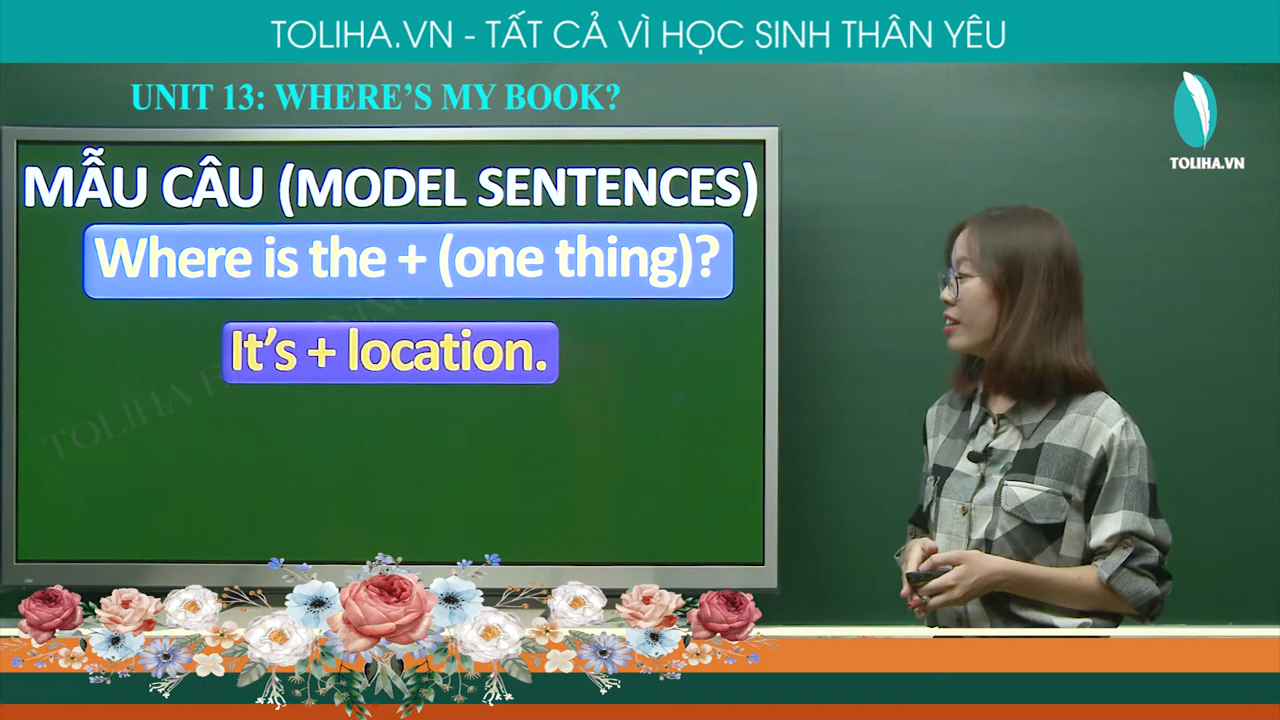 TOLIHA.VN - TẤT CẢ VÌ HỌC SINH THÂN YÊU
UNIT 13: WHERE'S MY BOOK?
TOLIHA.VN
MẪU CÂU (MODEL SENTENCES)
Where is the + (one thing)?
It's + location.
TOLIHA